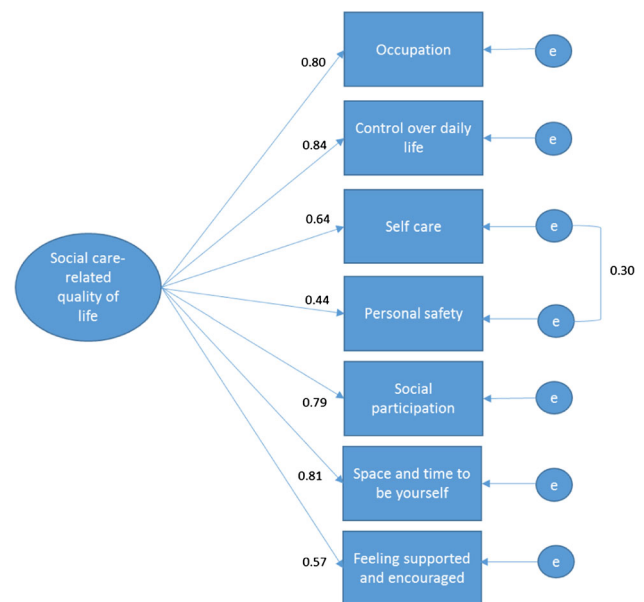 Occupation
e
0.80
Control over daily
life
e
0.84
Self care
e
0.64
Social care-
related
quality of
life
0.30
Personal safety
e
0.44
Social
participation
e
0.79
Space and time to
be yourself
e
0.81
Feeling supported
and encouraged
e
0.57